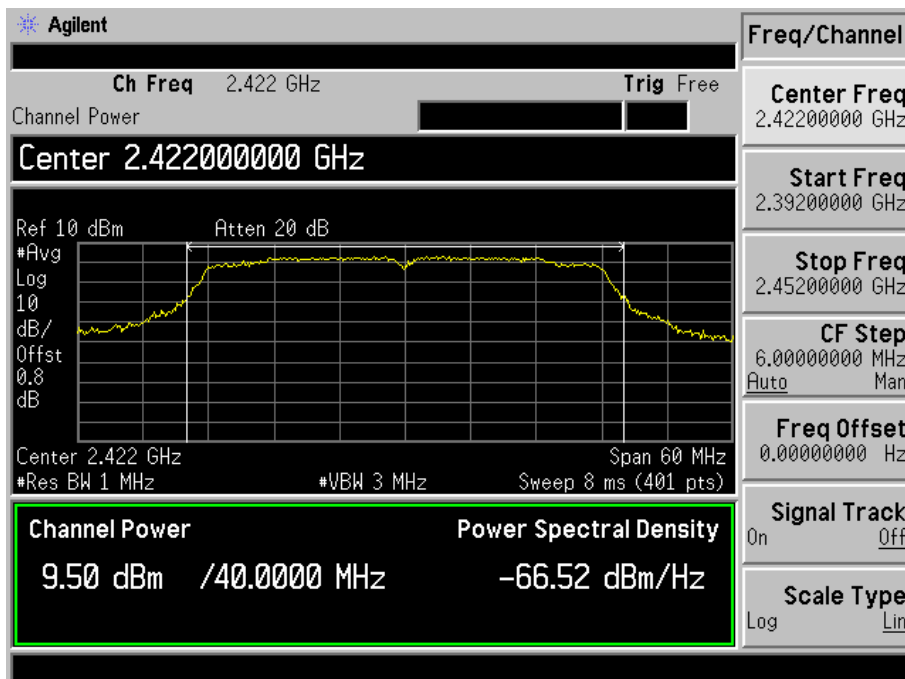 Agilent
Freq/Channel
Ch Freq 2.422 GHz Trig Free
Channel Power
Center 2.422000000 GHz
Ref 10 dBm Atten 20 dB
#Avg
Log
10
dB/
Offst
0.8
dB
Center 2.422 GHz Span 60 MHz
#Res BW 1 MHz #VBW 3 MHz Sweep 8 ms (401 pts)
Channel Power Power Spectral Density
9.50 dBm /40.0000 MHz -66.52 dBm/Hz
Center Freq
2.42200000 GHz
Start Freq
2.39200000 GHz
Stop Freq
2.45200000 GHz
CF Step
6.00000000 MHz
Auto Man
Freq Offset
0.00000000 Hz
Signal Track
On Off
Scale Type
Log Lin